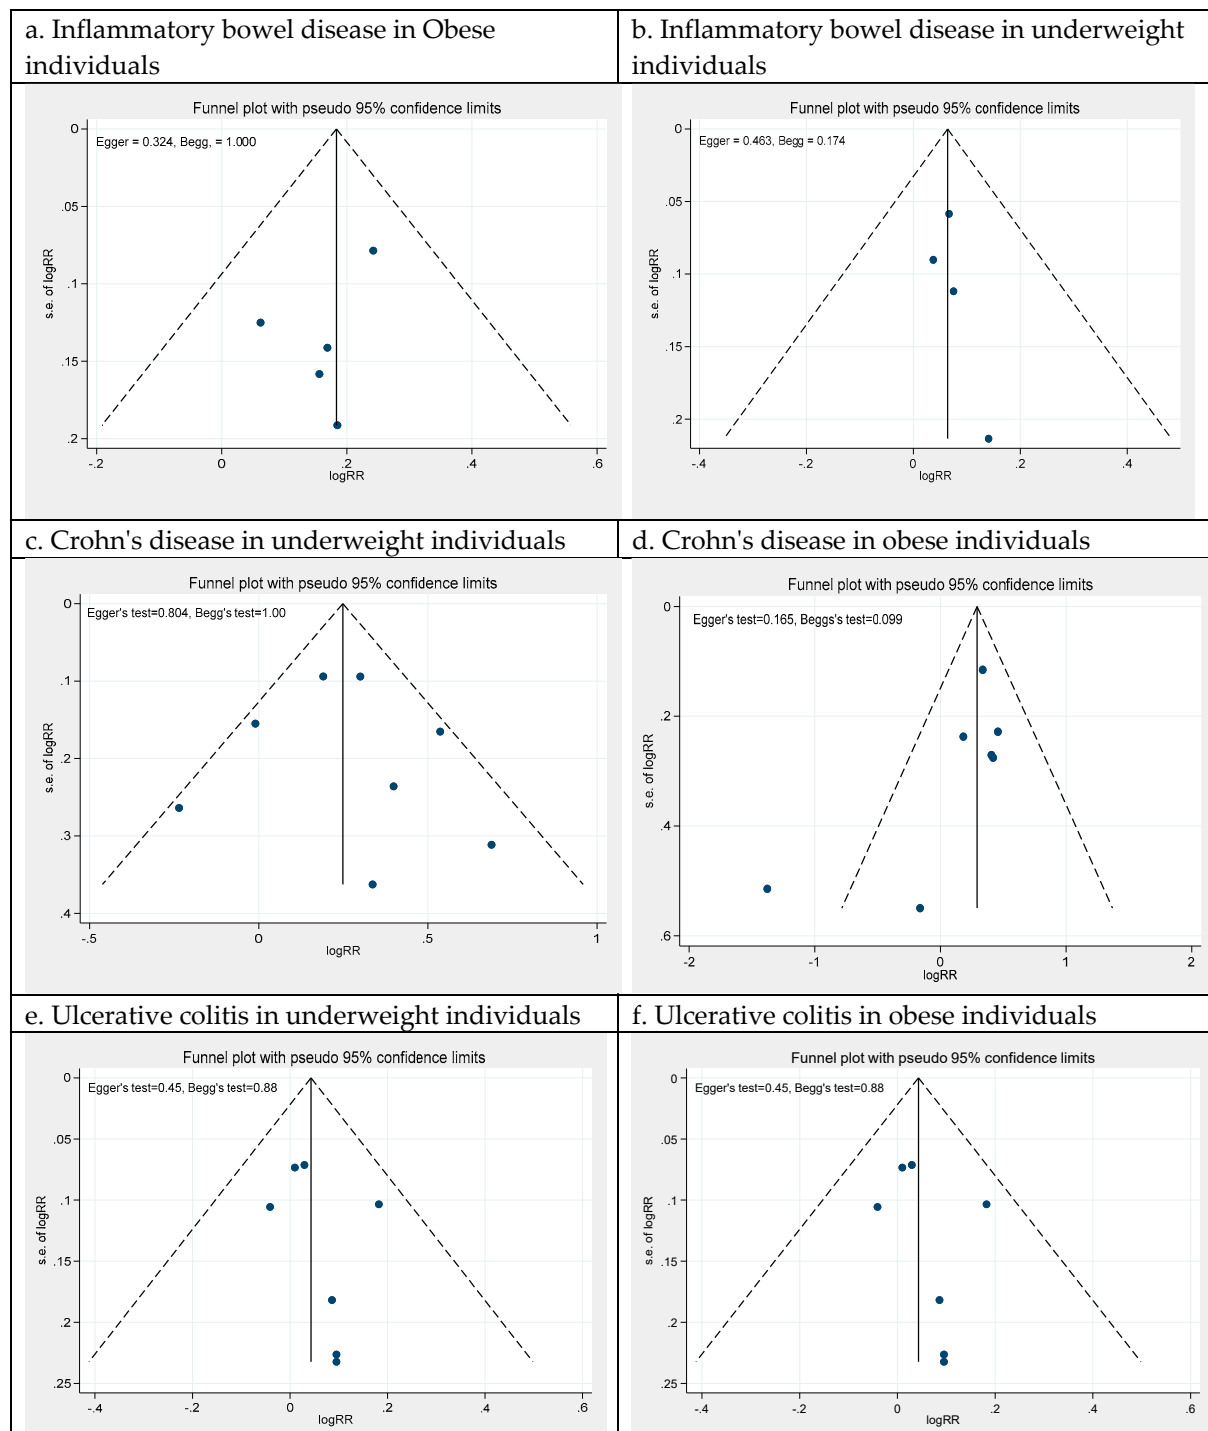 a. Inflammatory bowel disease in Obese
individuals
b. Inflammatory bowel disease in underweight
individuals
Funnel plot with pseudo 95% confidence limits
Egger = 0.324, Begg, = 1.000
0
.05
.1
.15
.2
s.e. of logRR
-.2
0
.2
.4
.6
logRR
Funnel plot with pseudo 95% confidence limits
Egger = 0.463, Begg = 0.174
0
.05
.1
.15
.2
s.e. of logRR
-.4
-.2
0
.2
.4
logRR
c. Crohn's disease in underweight individuals
d. Crohn's disease in obese individuals
Funnel plot with pseudo 95% confidence limits
Egger's test=0.804, Begg's test=1.00
0
.1
.2
.3
.4
s.e. of logRR
-.5
0
.5
1
logRR
Funnel plot with pseudo 95% confidence limits
Egger's test=0.165, Beggs's test=0.099
0
.2
.4
.6
s.e. of logRR
-2
-1
0
1
2
logRR
e. Ulcerative colitis in underweight individuals
f. Ulcerative colitis in obese individuals
Funnel plot with pseudo 95% confidence limits
Egger's test=0.45, Begg's test=0.88
0
.05
.1
.15
.2
.25
s.e. of logRR
-.4
-.2
0
.2
.4
.6
logRR
Funnel plot with pseudo 95% confidence limits
Egger's test=0.45, Begg's test=0.88
0
.05
.1
.15
.2
.25
s.e. of logRR
-.4
-.2
0
.2
.4
.6
logRR